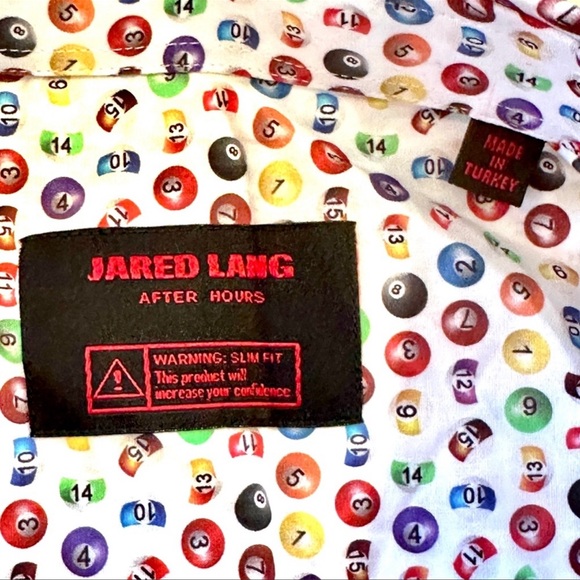 JARED LANG
AFTER HOURS
WARNING: SLIM FIT
This product will
increase your confidence
MADE
IN
TURKEY